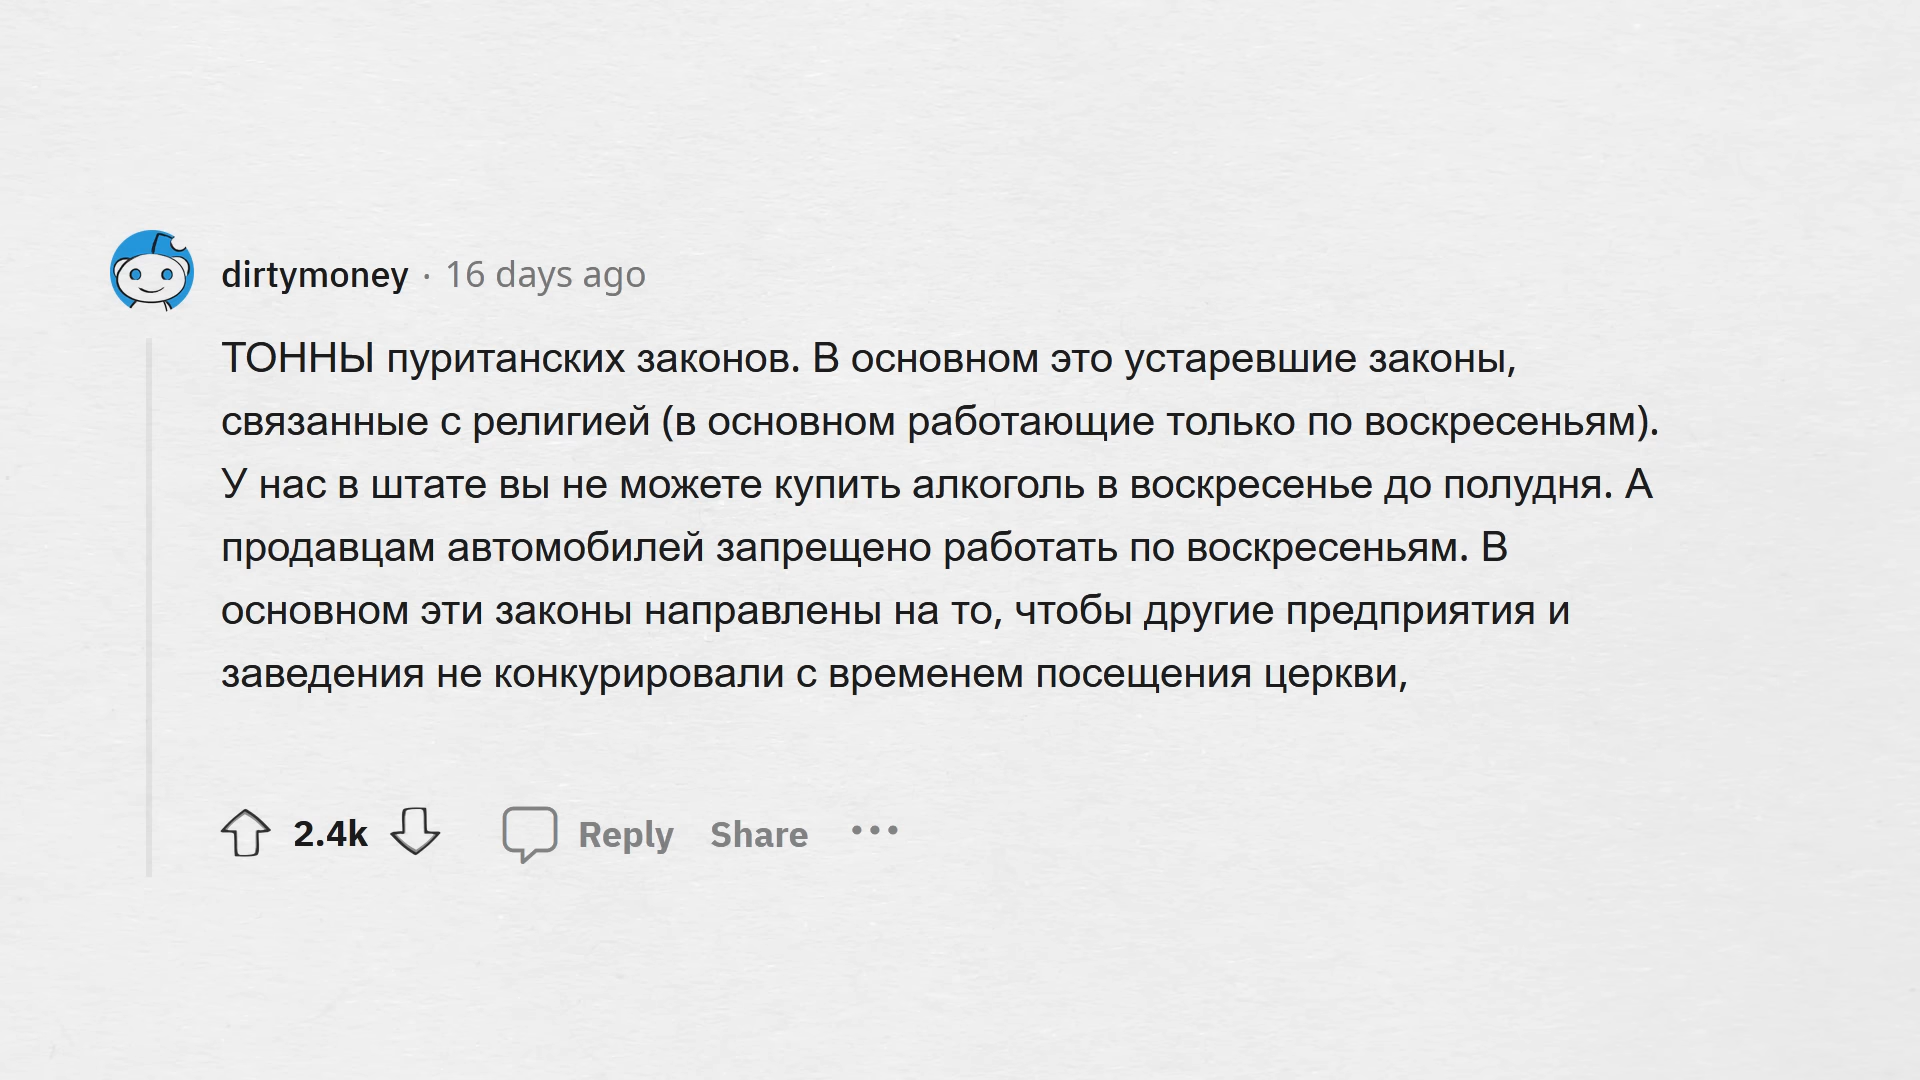 dirtymoney · 16 days ago
ТОННЫ пуританских законов. В основном это устаревшие законы,
связанные с религией (в основном работающие только по воскресеньям).
У нас в штате вы не можете купить алкоголь в воскресенье до полудня. А
продавцам автомобилей запрещено работать по воскресеньям. В
основном эти законы направлены на то, чтобы другие предприятия и
заведения не конкурировали с временем посещения церкви,
2.4k Reply Share